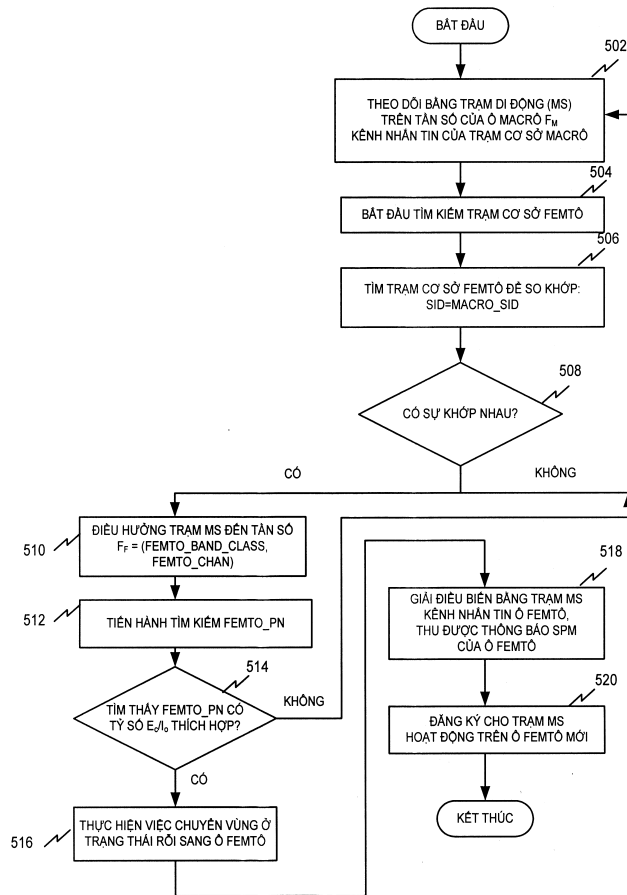 BẮT ĐẦU
502
THEO DÕI BẰNG TRẠM DI ĐỘNG (MS)
TRÊN TẦN SỐ CỦA Ô MACRÔ FM
KÊNH NHẮN TIN CỦA TRẠM CƠ SỞ MACRÔ
504
BẮT ĐẦU TÌM KIẾM TRẠM CƠ SỞ FEMTÔ
506
TÌM TRẠM CƠ SỞ FEMTÔ ĐỂ SO KHỚP:
SID=MACRO_SID
508
CÓ SỰ KHỚP NHAU?
CÓ
KHÔNG
510
ĐIỀU HƯỚNG TRẠM MS ĐẾN TẦN SỐ
FF = (FEMTO_BAND_CLASS,
FEMTO_CHAN)
512
TIẾN HÀNH TÌM KIẾM FEMTO_PN
514
TÌM THẤY FEMTO_PN CÓ
TỶ SỐ Ec/Io THÍCH HỢP?
KHÔNG
CÓ
516
THỰC HIỆN VIỆC CHUYỂN VÙNG Ở
TRẠNG THÁI RỖI SANG Ô FEMTÔ
518
GIẢI ĐIỀU BIẾN BẰNG TRẠM MS
KÊNH NHẮN TIN Ô FEMTÔ,
THU ĐƯỢC THÔNG BÁO SPM
CỦA Ô FEMTÔ
520
ĐĂNG KÝ CHO TRẠM MS
HOẠT ĐỘNG TRÊN Ô FEMTÔ MỚI
KẾT THÚC